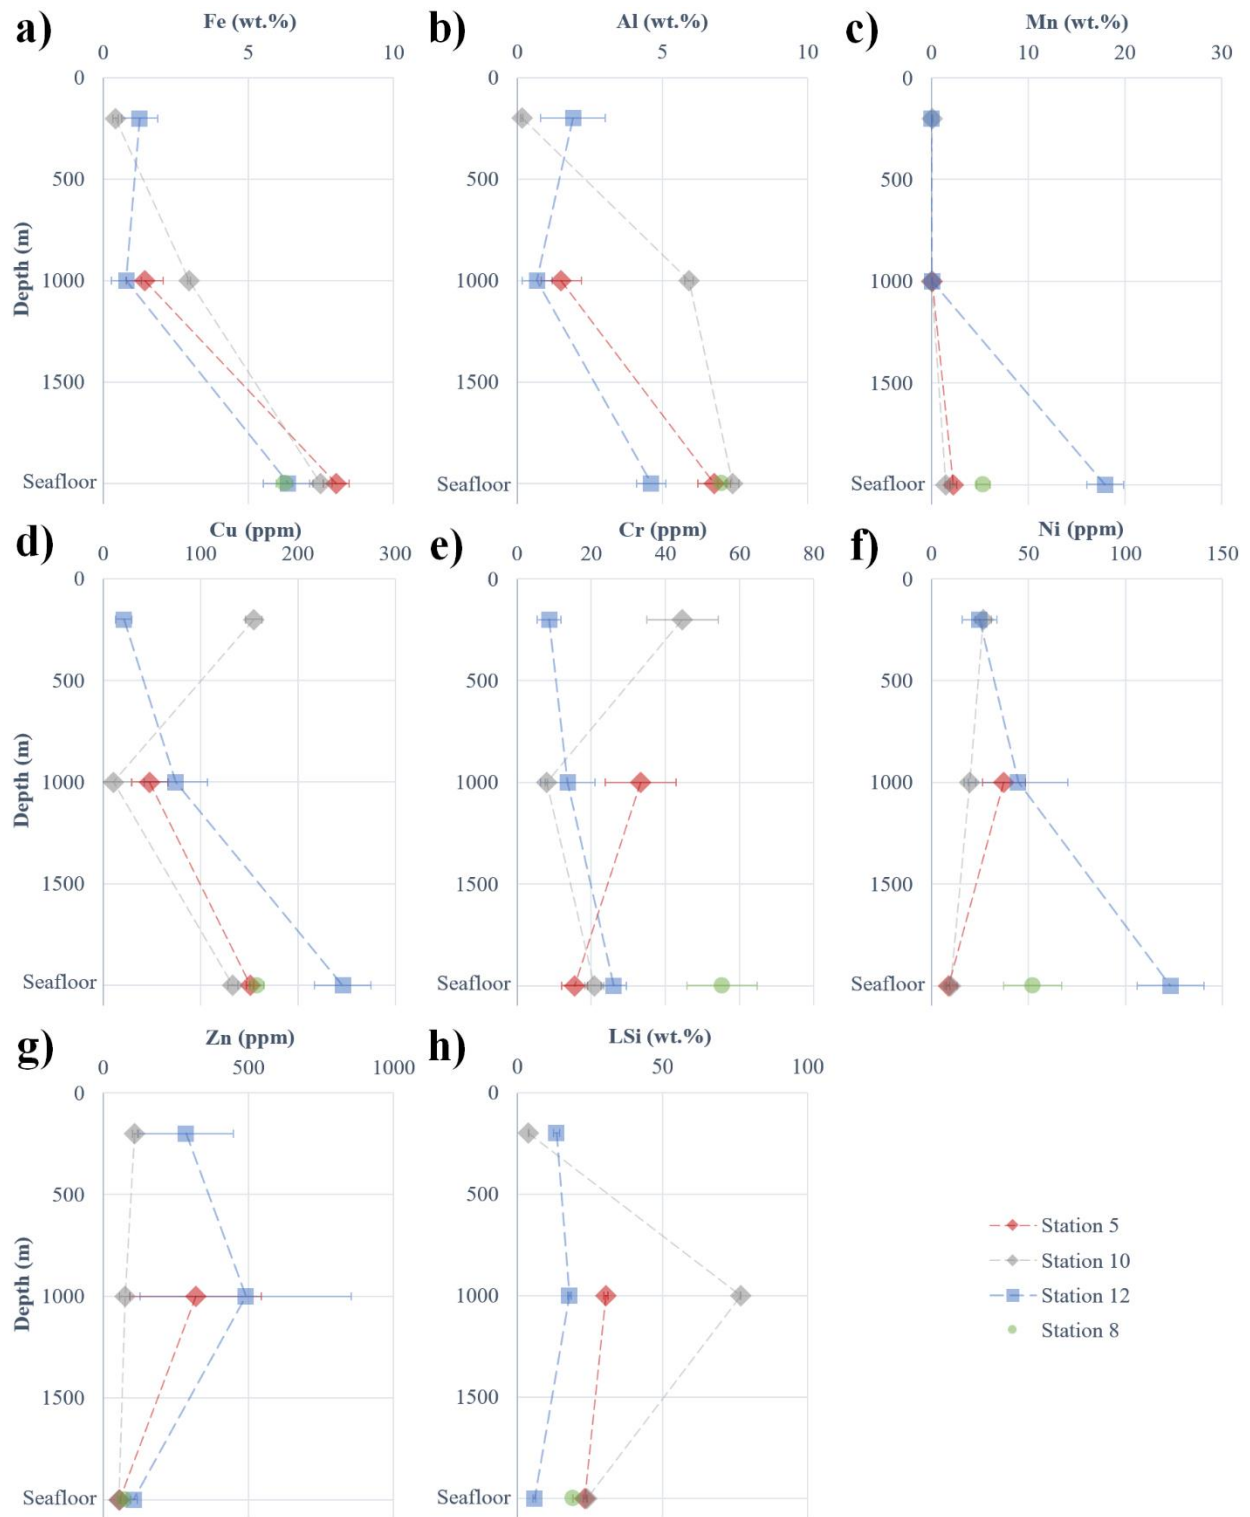 a)
Fe (wt.%)
0 5 10
b)
Al (wt.%)
0 5 10
c)
Mn (wt.%)
0 10 20 30
Depth (m)
0
500
1000
1500
Seafloor
0
500
1000
1500
Seafloor
0
500
1000
1500
Seafloor
d)
Cu (ppm)
0 100 200 300
e)
Cr (ppm)
0 20 40 60 80
f)
Ni (ppm)
0 50 100 150
Depth (m)
0
500
1000
1500
Seafloor
0
500
1000
1500
Seafloor
0
500
1000
1500
Seafloor
g)
Zn (ppm)
0 500 1000
h)
LSi (wt.%)
0 50 100
Depth (m)
0
500
1000
1500
Seafloor
0
500
1000
1500
Seafloor
Station 5
Station 10
Station 12
Station 8